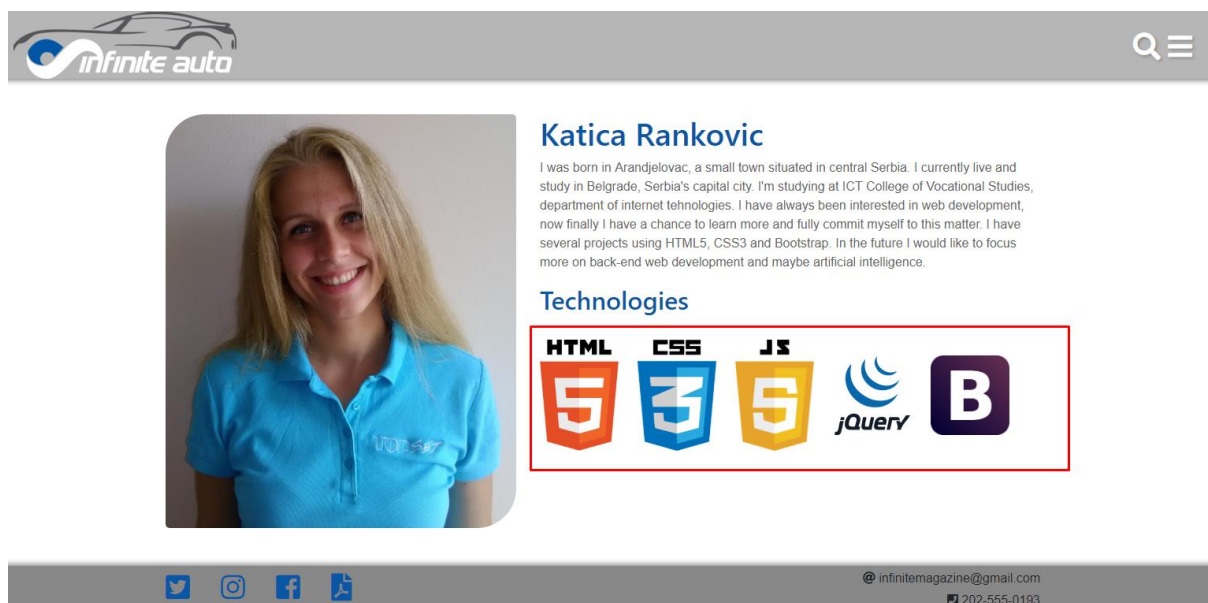 infinite auto
Katica Rankovic
I was born in Arandjelovac, a small town situated in central Serbia. I currently live and
study in Belgrade, Serbia's capital city. I'm studying at ICT College of Vocational Studies,
department of internet tehnologies. I have always been interested in web development,
now finally I have a chance to learn more and fully commit myself to this matter. I have
several projects using HTML5, CSS3 and Bootstrap. In the future I would like to focus
more on back-end web development and maybe artificial intelligence.
Technologies
HTML CSS JS
5 3 5 jQuery B
TOPSET
@ infinitemagazine@gmail.com
202-555-0193